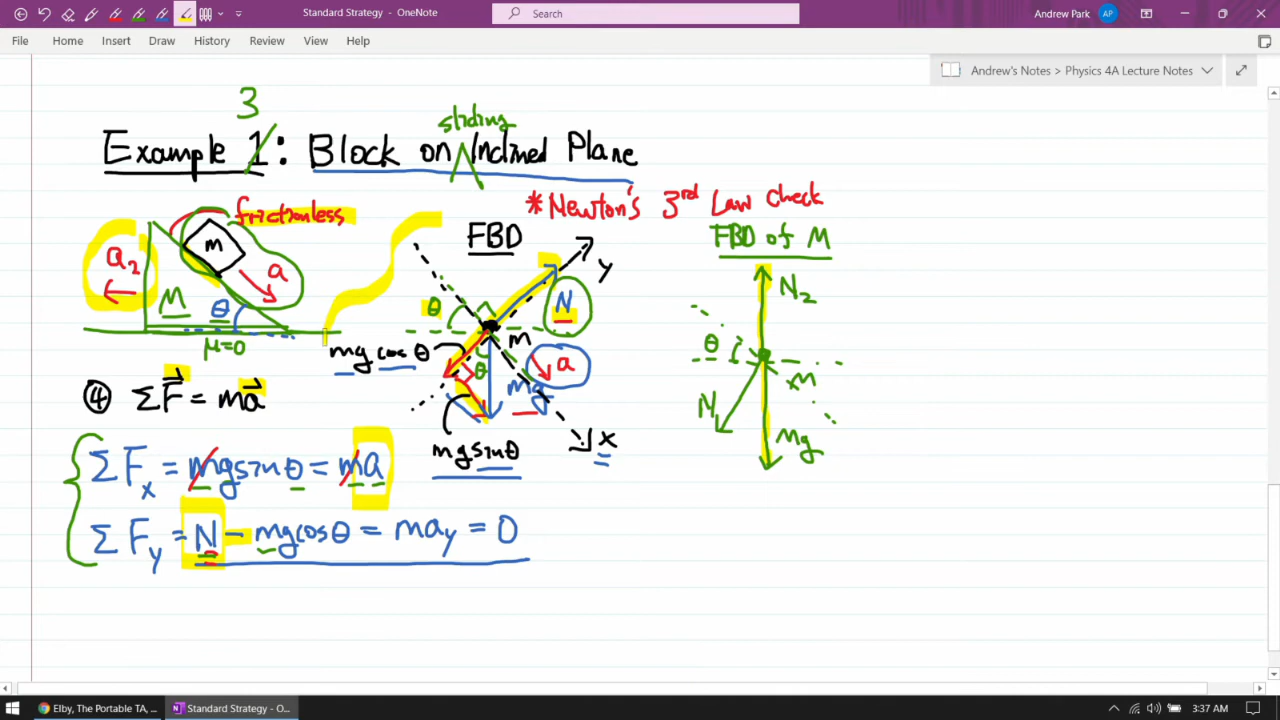 Standard Strategy - OneNote
Search
Andrew Park
AP
File Home Insert Draw History Review View Help
Andrew's Notes > Physics 4A Lecture Notes
3
sliding
Example 1: Block on Inclined Plane
frictionless
*Newton's 3rd Law Check
FBD
FBD of M
a2
m
a
M
θ
μ=0
y
θ
N
m
mg cos θ
θ
a
mg
x
mg sin θ
N2
θ
M
N
Mg
④ ΣF = ma
ΣFx = mg sin θ = ma
ΣFy = N - mg cos θ = may = 0
Elby, The Portable TA, ...
Standard Strategy - O...
3:37 AM